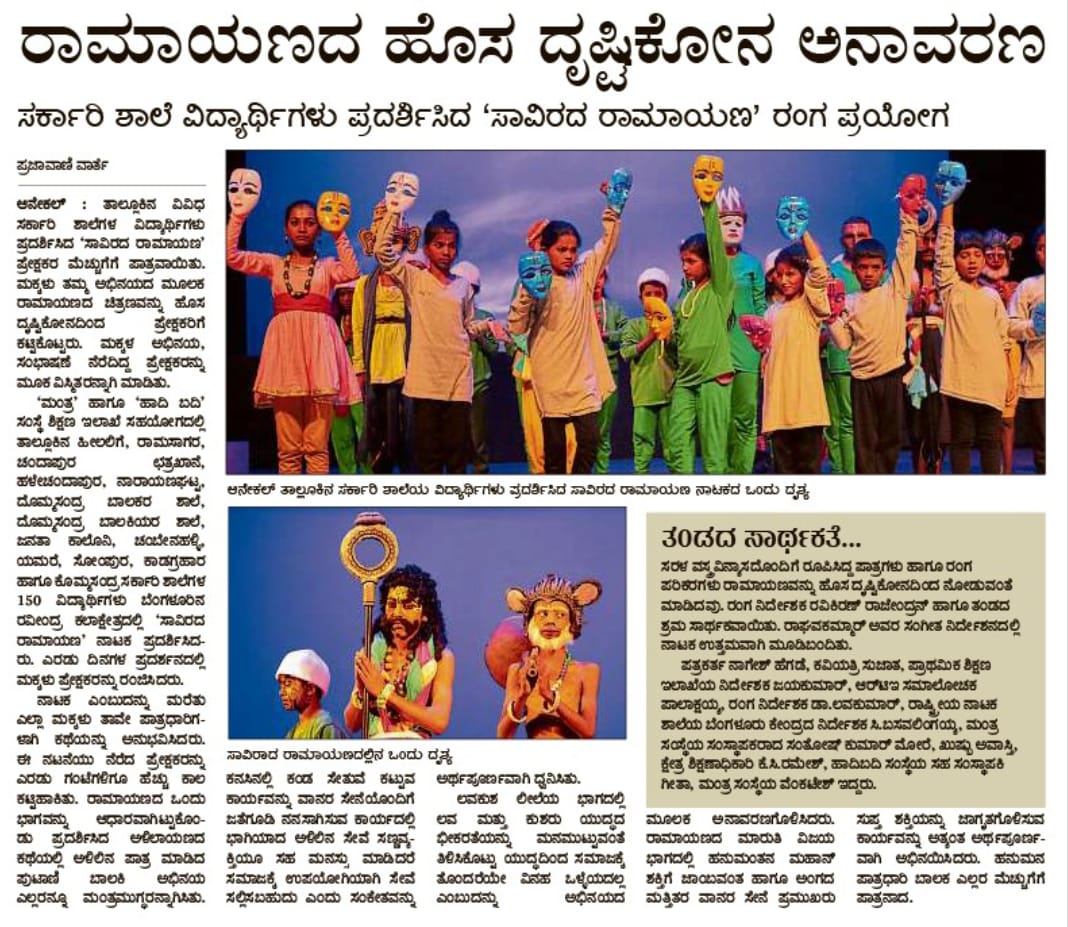 ರಾಮಾಯಣದ ಹೊಸ ದೃಷ್ಟಿಕೋನ ಅನಾವರಣ
ಸರ್ಕಾರಿ ಶಾಲೆ ವಿದ್ಯಾರ್ಥಿಗಳು ಪ್ರದರ್ಶಿಸಿದ ‘ಸಾವಿರದ ರಾಮಾಯಣ’ ರಂಗ ಪ್ರಯೋಗ
ಪ್ರಜಾವಾಣಿ ವಾರ್ತೆ
ಆನೇಕಲ್ : ತಾಲ್ಲೂಕಿನ ವಿವಿಧ
ಸರ್ಕಾರಿ ಶಾಲೆಗಳ ವಿದ್ಯಾರ್ಥಿಗಳು
ಪ್ರದರ್ಶಿಸಿದ ‘ಸಾವಿರದ ರಾಮಾಯಣ’
ಪ್ರೇಕ್ಷಕರ ಮೆಚ್ಚುಗೆಗೆ ಪಾತ್ರವಾಯಿತು.
ಮಕ್ಕಳು ತಮ್ಮ ಅಭಿನಯದ ಮೂಲಕ
ರಾಮಾಯಣದ ಚಿತ್ರಣವನ್ನು ಹೊಸ
ದೃಷ್ಟಿಕೋನದಿಂದ ಪ್ರೇಕ್ಷಕರಿಗೆ
ಕಟ್ಟಿಕೊಟ್ಟರು. ಮಕ್ಕಳ ಅಭಿನಯ,
ಸಂಭಾಷಣೆ ನೆರೆದಿದ್ದ ಪ್ರೇಕ್ಷಕರನ್ನು
ಮೂಕ ವಿಸ್ಮಿತರನ್ನಾಗಿ ಮಾಡಿತು.
‘ಮಂತ್ರ’ ಹಾಗೂ ‘ಹಾದಿ ಬದಿ’
ಸಂಸ್ಥೆ ಶಿಕ್ಷಣ ಇಲಾಖೆ ಸಹಯೋಗದಲ್ಲಿ
ತಾಲ್ಲೂಕಿನ ಹೀಲಲಿಗೆ, ರಾಮಸಾಗರ,
ಚಂದಾಪುರ ಛತ್ರಖಾನೆ,
ಹಳೇಚಂದಾಪುರ, ನಾರಾಯಣಘಟ್ಟ,
ದೊಮ್ಮಸಂದ್ರ ಬಾಲಕರ ಶಾಲೆ,
ದೊಮ್ಮಸಂದ್ರ ಬಾಲಕಿಯರ ಶಾಲೆ,
ಜನತಾ ಕಾಲೊನಿ, ಚಂಬೇನಹಳ್ಳಿ,
ಯಮರೆ, ಸೋಂಪುರ, ಕಾಡಗ್ರಹಾರ
ಹಾಗೂ ಕೊಮ್ಮಸಂದ್ರ ಸರ್ಕಾರಿ ಶಾಲೆಗಳ
150 ವಿದ್ಯಾರ್ಥಿಗಳು ಬೆಂಗಳೂರಿನ
ರವೀಂದ್ರ ಕಲಾಕ್ಷೇತ್ರದಲ್ಲಿ ‘ಸಾವಿರದ
ರಾಮಾಯಣ’ ನಾಟಕ ಪ್ರದರ್ಶಿಸಿದ-
ರು. ಎರಡು ದಿನಗಳ ಪ್ರದರ್ಶನದಲ್ಲಿ
ಮಕ್ಕಳು ಪ್ರೇಕ್ಷಕರನ್ನು ರಂಜಿಸಿದರು.
ನಾಟಕ ಎಂಬುದನ್ನು ಮರೆತು
ಎಲ್ಲಾ ಮಕ್ಕಳು ತಾವೇ ಪಾತ್ರಧಾರಿಗ-
ಳಾಗಿ ಕಥೆಯನ್ನು ಅನುಭವಿಸಿದರು.
ಈ ನಟನೆಯು ನೆರೆದ ಪ್ರೇಕ್ಷಕರನ್ನು
ಎರಡು ಗಂಟೆಗಳಿಗೂ ಹೆಚ್ಚು ಕಾಲ
ಕಟ್ಟಿಹಾಕಿತು. ರಾಮಾಯಣದ ಒಂದು
ಭಾಗವನ್ನು ಆಧಾರವಾಗಿಟ್ಟುಕೊಂ-
ಡು ಪ್ರದರ್ಶಿಸಿದ ಅಳಿಲಾಯಣದ
ಕಥೆಯಲ್ಲಿ ಅಳಿಲಿನ ಪಾತ್ರ ಮಾಡಿದ
ಪುಟಾಣಿ ಬಾಲಕಿ ಅಭಿನಯ
ಎಲ್ಲರನ್ನೂ ಮಂತ್ರಮುಗ್ಧರನ್ನಾಗಿಸಿತು.
ಆನೇಕಲ್ ತಾಲ್ಲೂಕಿನ ಸರ್ಕಾರಿ ಶಾಲೆಯ ವಿದ್ಯಾರ್ಥಿಗಳು ಪ್ರದರ್ಶಿಸಿದ ಸಾವಿರದ ರಾಮಾಯಣ ನಾಟಕದ ಒಂದು ದೃಶ್ಯ
ಸಾವಿರಾದ ರಾಮಾಯಣದಲ್ಲಿನ ಒಂದು ದೃಶ್ಯ
ಕನಸಿನಲ್ಲಿ ಕಂಡ ಸೇತುವೆ ಕಟ್ಟುವ
ಕಾರ್ಯವನ್ನು ವಾನರ ಸೇನೆಯೊಂದಿಗೆ
ಜತೆಗೂಡಿ ನನಸಾಗಿಸುವ ಕಾರ್ಯದಲ್ಲಿ
ಭಾಗಿಯಾದ ಅಳಿಲಿನ ಸೇವೆ ಸಣ್ಣವ್ಯ-
ಕ್ತಿಯೂ ಸಹ ಮನಸ್ಸು ಮಾಡಿದರೆ
ಸಮಾಜಕ್ಕೆ ಉಪಯೋಗಿಯಾಗಿ ಸೇವೆ
ಸಲ್ಲಿಸಬಹುದು ಎಂದು ಸಂಕೇತವನ್ನು
ಅರ್ಥಪೂರ್ಣವಾಗಿ ಧ್ವನಿಸಿತು.
ಲವಕುಶ ಲೀಲೆಯ ಭಾಗದಲ್ಲಿ
ಲವ ಮತ್ತು ಕುಶರು ಯುದ್ಧದ
ಭೀಕರತೆಯನ್ನು ಮನಮುಟ್ಟುವಂತೆ
ತಿಳಿಸಿಕೊಟ್ಟು ಯುದ್ಧದಿಂದ ಸಮಾಜಕ್ಕೆ
ತೊಂದರೆಯೇ ವಿನಹ ಒಳ್ಳೆಯದಲ್ಲ
ಎಂಬುದನ್ನು ಅಭಿನಯದ
ತಂಡದ ಸಾರ್ಥಕತೆ...
ಸರಳ ವಸ್ತ್ರವಿನ್ಯಾಸದೊಂದಿಗೆ ರೂಪಿಸಿದ್ದ ಪಾತ್ರಗಳು ಹಾಗೂ ರಂಗ
ಪರಿಕರಗಳು ರಾಮಾಯಣವನ್ನು ಹೊಸ ದೃಷ್ಟಿಕೋನದಿಂದ ನೋಡುವಂತೆ
ಮಾಡಿದವು. ರಂಗ ನಿರ್ದೇಶಕ ರವಿಕಿರಣ್ ರಾಜೇಂದ್ರನ್ ಹಾಗೂ ತಂಡದ
ಶ್ರಮ ಸಾರ್ಥಕವಾಯಿತು. ರಾಘವಕಮ್ಮಾರ್ ಅವರ ಸಂಗೀತ ನಿರ್ದೇಶನದಲ್ಲಿ
ನಾಟಕ ಉತ್ತಮವಾಗಿ ಮೂಡಿಬಂದಿತು.
ಪತ್ರಕರ್ತ ನಾಗೇಶ್ ಹೆಗಡೆ, ಕವಿಯತ್ರಿ ಸುಜಾತ, ಪ್ರಾಥಮಿಕ ಶಿಕ್ಷಣ
ಇಲಾಖೆಯ ನಿರ್ದೇಶಕ ಜಯಕುಮಾರ್, ಆರ್‌ಟಿಇ ಸಮಾಲೋಚಕ
ಪಾಲಾಕ್ಷಯ್ಯ, ರಂಗ ನಿರ್ದೇಶಕ ಡಾ.ಲವಕುಮಾರ್, ರಾಷ್ಟ್ರೀಯ ನಾಟಕ
ಶಾಲೆಯ ಬೆಂಗಳೂರು ಕೇಂದ್ರದ ನಿರ್ದೇಶಕ ಸಿ.ಬಸವಲಿಂಗಯ್ಯ, ಮಂತ್ರ
ಸಂಸ್ಥೆಯ ಸಂಸ್ಥಾಪಕರಾದ ಸಂತೋಷ್ ಕುಮಾರ್ ಮೋರೆ, ಖುಷ್ಬು ಅವಾಸ್ತಿ,
ಕ್ಷೇತ್ರ ಶಿಕ್ಷಣಾಧಿಕಾರಿ ಕೆ.ಸಿ.ರಮೇಶ್, ಹಾದಿಬದಿ ಸಂಸ್ಥೆಯ ಸಹ ಸಂಸ್ಥಾಪಕಿ
ಗೀತಾ, ಮಂತ್ರ ಸಂಸ್ಥೆಯ ವೆಂಕಟೇಶ್ ಇದ್ದರು.
ಮೂಲಕ ಅನಾವರಣಗೊಳಿಸಿದರು.
ರಾಮಾಯಣದ ಮಾರುತಿ ವಿಜಯ
ಭಾಗದಲ್ಲಿ ಹನುಮಂತನ ಮಹಾನ್
ಶಕ್ತಿಗೆ ಜಾಂಬವಂತ ಹಾಗೂ ಅಂಗದ
ಮತ್ತಿತರ ವಾನರ ಸೇನೆ ಪ್ರಮುಖರು
ಸುಪ್ತ ಶಕ್ತಿಯನ್ನು ಜಾಗೃತಗೊಳಿಸುವ
ಕಾರ್ಯವನ್ನು ಅತ್ಯಂತ ಅರ್ಥಪೂರ್ಣ-
ವಾಗಿ ಅಭಿನಯಿಸಿದರು. ಹನುಮನ
ಪಾತ್ರಧಾರಿ ಬಾಲಕ ಎಲ್ಲರ ಮೆಚ್ಚುಗೆಗೆ
ಪಾತ್ರನಾದ.